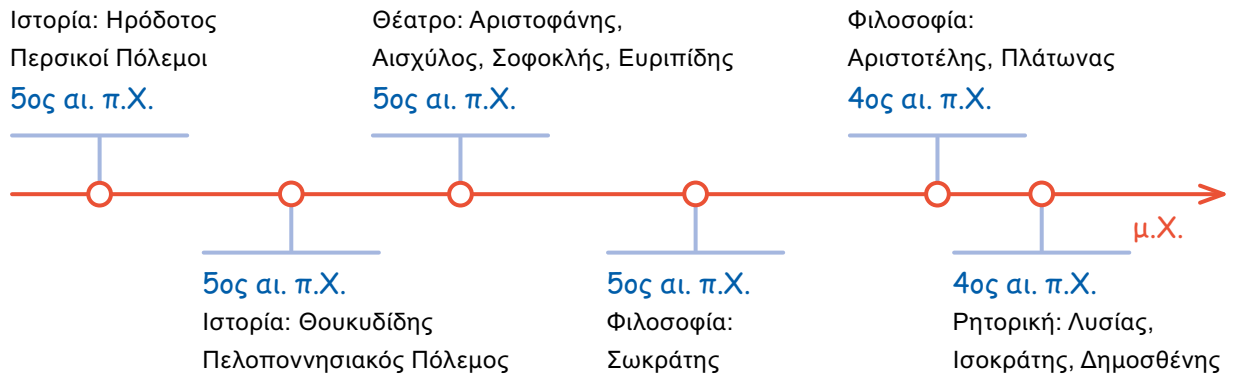 Ιστορία: Ηρόδοτος
Περσικοί Πόλεμοι
5ος αι. π.Χ.
Θέατρο: Αριστοφάνης,
Αισχύλος, Σοφοκλής, Ευριπίδης
5ος αι. π.Χ.
Φιλοσοφία:
Αριστοτέλης, Πλάτωνας
4ος αι. π.Χ.
μ.Χ.
5ος αι. π.Χ.
Ιστορία: Θουκυδίδης
Πελοποννησιακός Πόλεμος
5ος αι. π.Χ.
Φιλοσοφία:
Σωκράτης
4ος αι. π.Χ.
Ρητορική: Λυσίας,
Ισοκράτης, Δημοσθένης